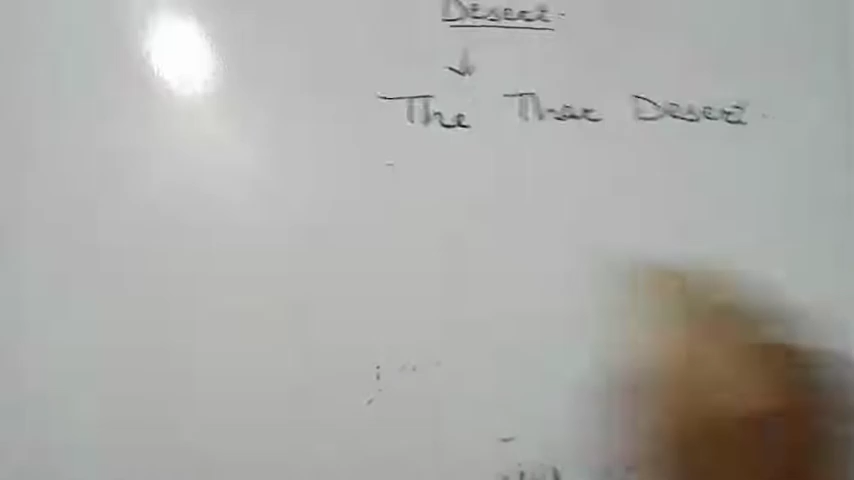 Desert.
↓
The Thar Desert.